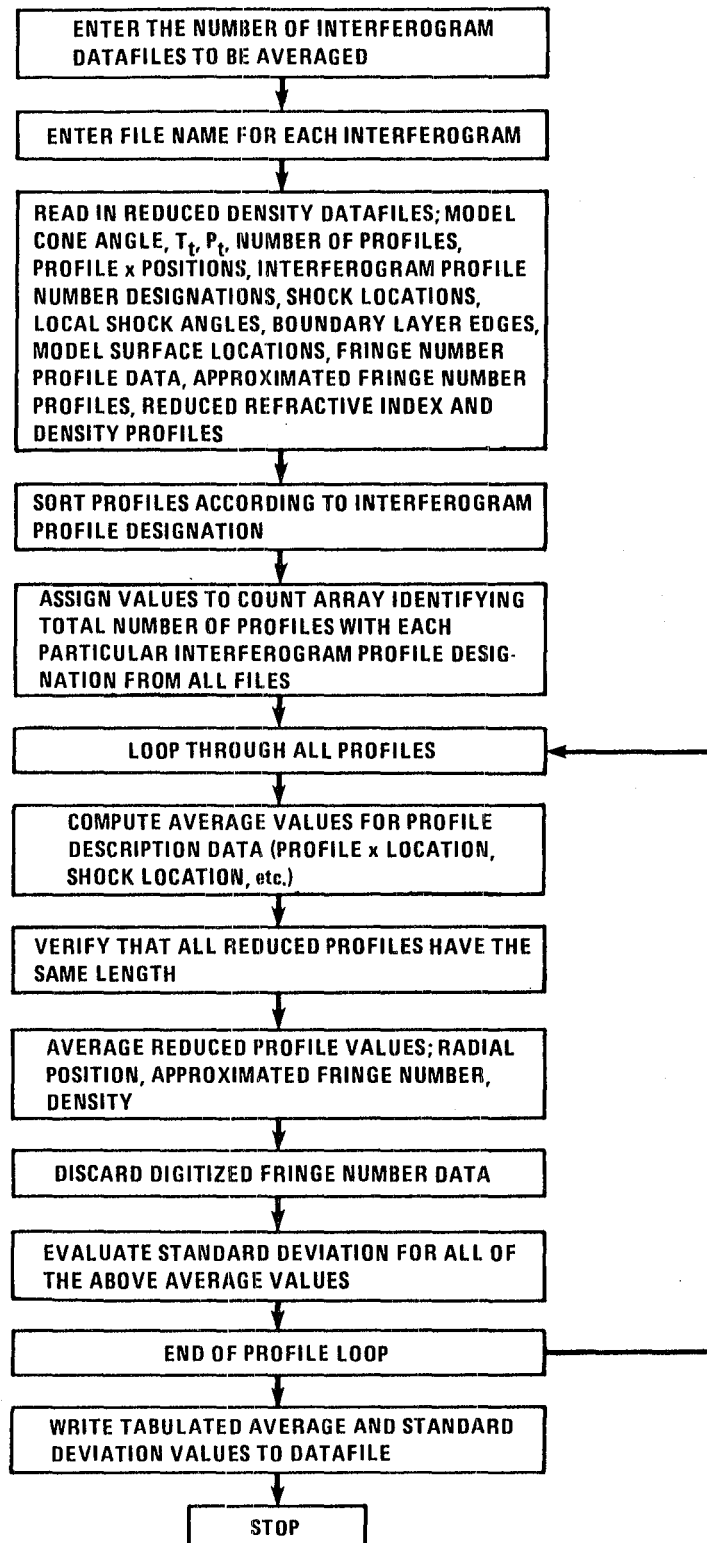 ENTER THE NUMBER OF INTERFEROGRAM
DATAFILES TO BE AVERAGED
ENTER FILE NAME FOR EACH INTERFEROGRAM
READ IN REDUCED DENSITY DATAFILES; MODEL
CONE ANGLE, Tt, Pt, NUMBER OF PROFILES,
PROFILE x POSITIONS, INTERFEROGRAM PROFILE
NUMBER DESIGNATIONS, SHOCK LOCATIONS,
LOCAL SHOCK ANGLES, BOUNDARY LAYER EDGES,
MODEL SURFACE LOCATIONS, FRINGE NUMBER
PROFILE DATA, APPROXIMATED FRINGE NUMBER
PROFILES, REDUCED REFRACTIVE INDEX AND
DENSITY PROFILES
SORT PROFILES ACCORDING TO INTERFEROGRAM
PROFILE DESIGNATION
ASSIGN VALUES TO COUNT ARRAY IDENTIFYING
TOTAL NUMBER OF PROFILES WITH EACH
PARTICULAR INTERFEROGRAM PROFILE DESIG-
NATION FROM ALL FILES
LOOP THROUGH ALL PROFILES
COMPUTE AVERAGE VALUES FOR PROFILE
DESCRIPTION DATA (PROFILE x LOCATION,
SHOCK LOCATION, etc.)
VERIFY THAT ALL REDUCED PROFILES HAVE THE
SAME LENGTH
AVERAGE REDUCED PROFILE VALUES; RADIAL
POSITION, APPROXIMATED FRINGE NUMBER,
DENSITY
DISCARD DIGITIZED FRINGE NUMBER DATA
EVALUATE STANDARD DEVIATION FOR ALL OF
THE ABOVE AVERAGE VALUES
END OF PROFILE LOOP
WRITE TABULATED AVERAGE AND STANDARD
DEVIATION VALUES TO DATAFILE
STOP